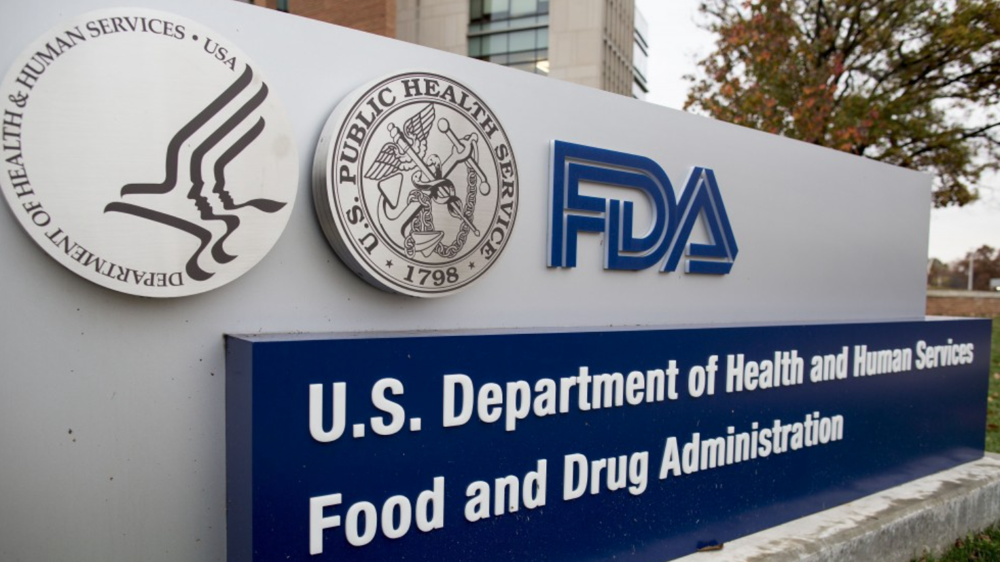 DEPARTMENT OF HEALTH & HUMAN SERVICES • USA
U.S. PUBLIC HEALTH SERVICE
★ 1798 ★
FDA
U.S. Department of Health and Human Services
Food and Drug Administration